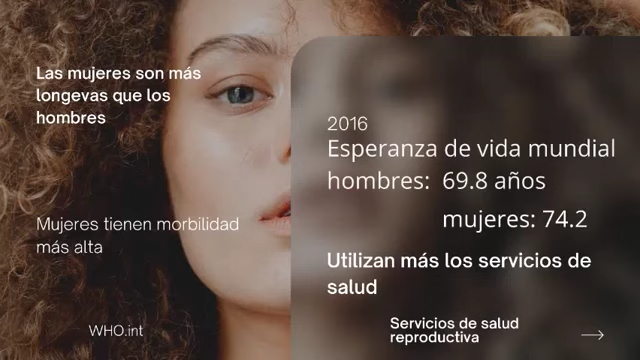 Las mujeres son más
longevas que los
hombres
Mujeres tienen morbilidad
más alta
WHO.int
2016
Esperanza de vida mundial
hombres: 69.8 años
mujeres: 74.2
Utilizan más los servicios de
salud
Servicios de salud
reproductiva